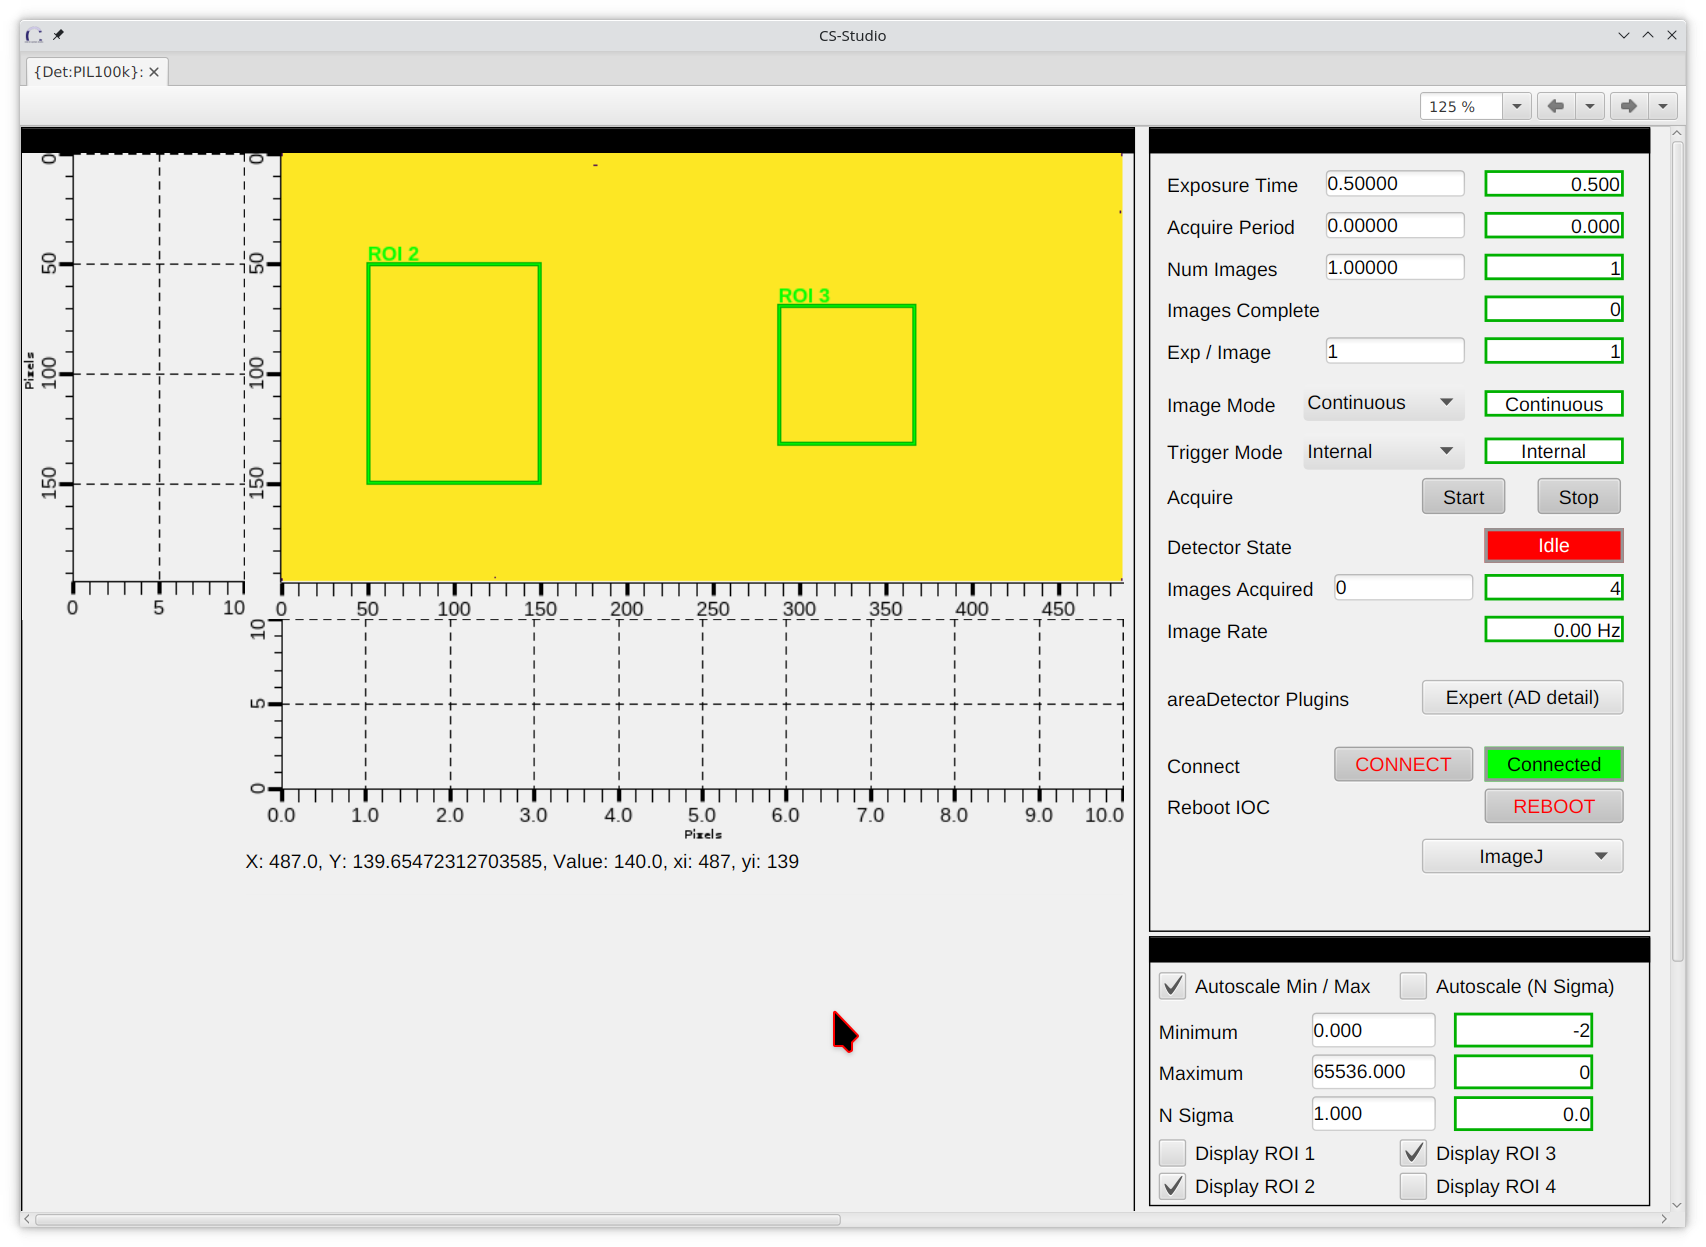 CS-Studio
{Det:PIL100k}:
125 %
0
50
100
150
Pixels
0 5 10
0
50
100
150
ROI 2
ROI 3
0 50 100 150 200 250 300 350 400 450
10
5
0
0.0 1.0 2.0 3.0 4.0 5.0 6.0 7.0 8.0 9.0 10.0
Pixels
X: 487.0, Y: 139.65472312703585, Value: 140.0, xi: 487, yi: 139
Exposure Time 0.50000 0.500
Acquire Period 0.00000 0.000
Num Images 1.00000 1
Images Complete 0
Exp / Image 1 1
Image Mode Continuous Continuous
Trigger Mode Internal Internal
Acquire Start Stop
Detector State Idle
Images Acquired 0 4
Image Rate 0.00 Hz
areaDetector Plugins Expert (AD detail)
Connect CONNECT Connected
Reboot IOC REBOOT
ImageJ
Autoscale Min / Max Autoscale (N Sigma)
Minimum 0.000 -2
Maximum 65536.000 0
N Sigma 1.000 0.0
Display ROI 1 Display ROI 3
Display ROI 2 Display ROI 4